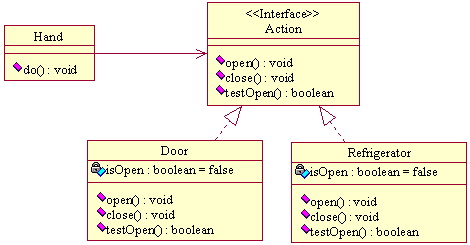 Hand
do() : void
<<Interface>>
Action
open() : void
close() : void
testOpen() : boolean
Door
isOpen : boolean = false
open() : void
close() : void
testOpen() : boolean
Refrigerator
isOpen : boolean = false
open() : void
close() : void
testOpen() : boolean